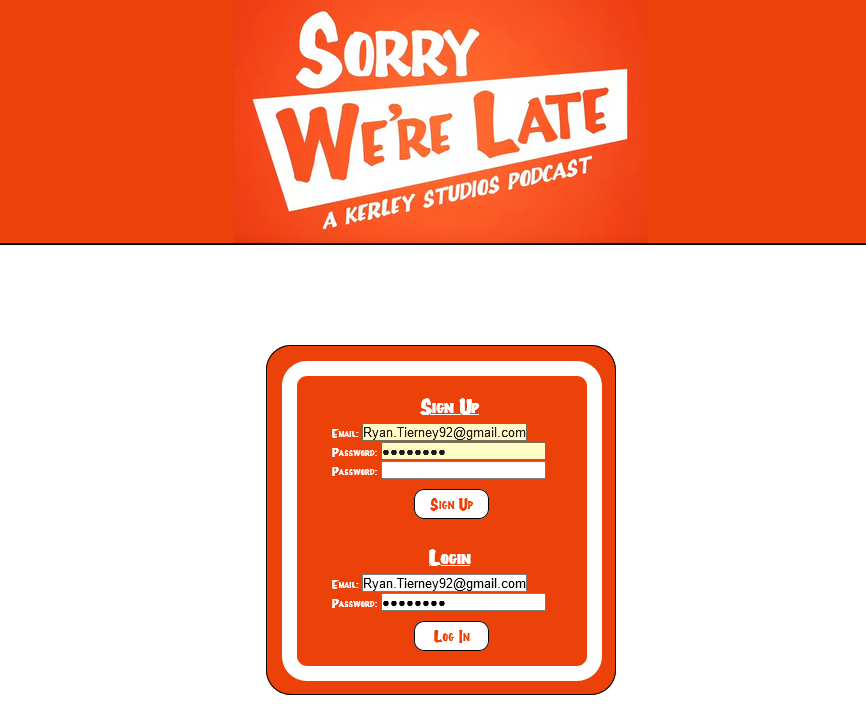 Sorry
We're Late
A Kerley Studios Podcast
Sign Up
Email: Ryan.Tierney92@gmail.com
Password: ●●●●●●●●
Password:
Sign Up
Login
Email: Ryan.Tierney92@gmail.com
Password: ●●●●●●●●
Log In